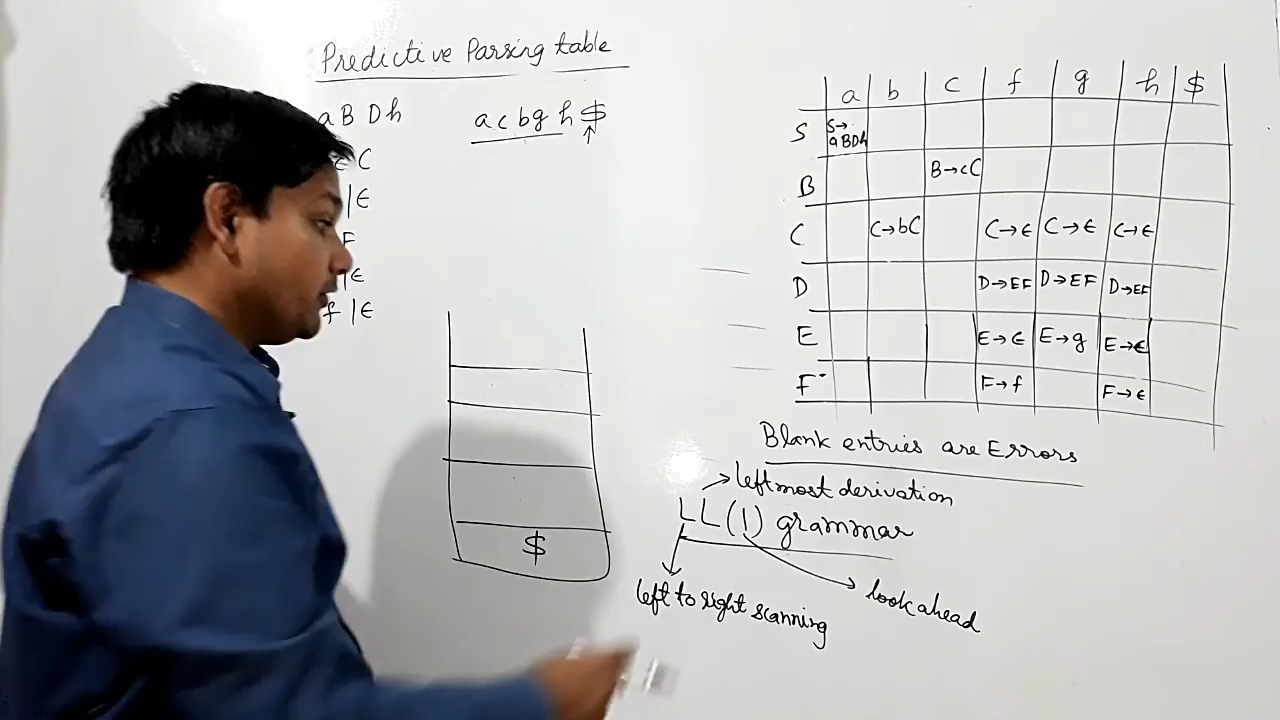 Predictive Parsing table
a B D h
a c b g h $
↑
C
|ϵ
F
|ϵ
f |ϵ
a b c f g h $
S S→ aBDh
B B→cC
C C→bC C→ϵ C→ϵ C→ϵ
D D→EF D→EF D→EF
E E→ϵ E→g E→ϵ
F F→f F→ϵ
$
Blank entries are Errors
→leftmost derivation
LL(1) grammar
left to right scanning
look ahead